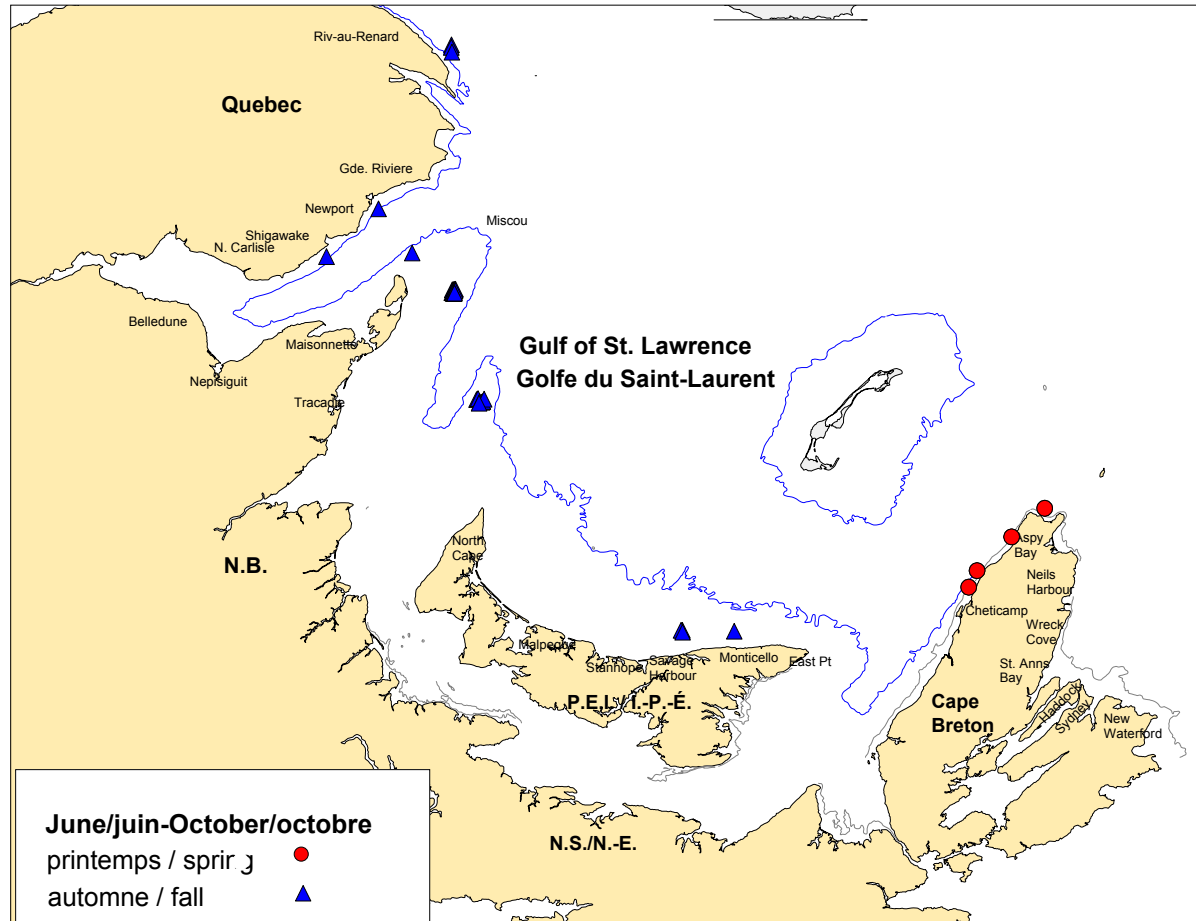 Riv-au-Renard
Quebec
Gde. Riviere
Newport
Miscou
Shigawake
N. Carlisle
Belledune
Maisonnette
Nepisiguit
Tracadie
Gulf of St. Lawrence
Golfe du Saint-Laurent
North
Cape
N.B.
Aspy
Bay
Neils
Harbour
Cheticamp
Wreck
Cove
Malpeque
Stanhope
Savage
Harbour
Monticello
East Pt
St. Anns
Bay
P.E.I. / Î.-P.-É.
Cape
Breton
Haddock
Sydney
New
Waterford
N.S./N.-E.
June/juin-October/octobre
printemps / spring
automne / fall